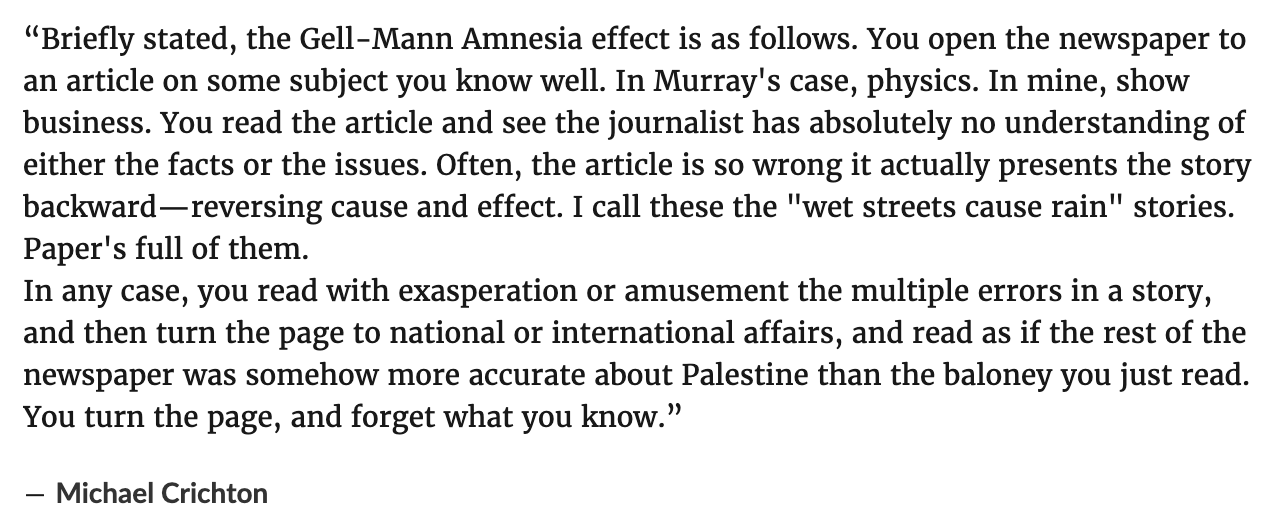 “Briefly stated, the Gell-Mann Amnesia effect is as follows. You open the newspaper to
an article on some subject you know well. In Murray's case, physics. In mine, show
business. You read the article and see the journalist has absolutely no understanding of
either the facts or the issues. Often, the article is so wrong it actually presents the story
backward—reversing cause and effect. I call these the "wet streets cause rain" stories.
Paper's full of them.
In any case, you read with exasperation or amusement the multiple errors in a story,
and then turn the page to national or international affairs, and read as if the rest of the
newspaper was somehow more accurate about Palestine than the baloney you just read.
You turn the page, and forget what you know.”
— Michael Crichton